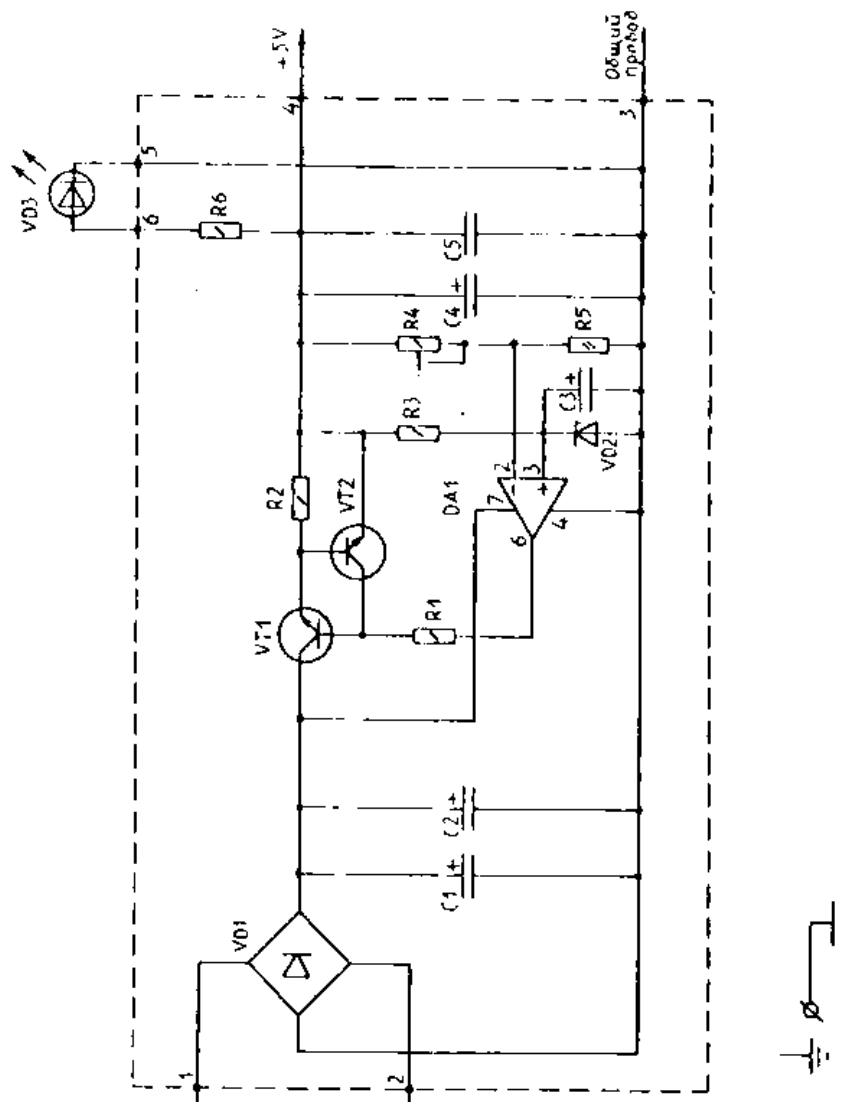 VD3
+5V
Общий
провод
5
6
4
3
R6
C5
C4 +
R4
R5
R3
C3 +
VD2
R2
VT2
DA1
2
3
7
+
6
4
VT1
R1
C2 +
C1 +
VD1
1
2